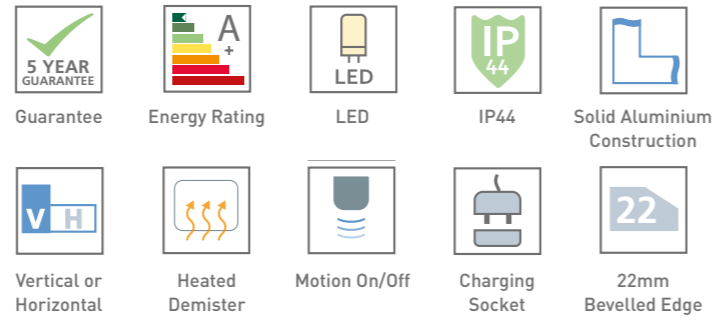 5 YEAR
GUARANTEE
A
+
LED
IP
44
Guarantee
Energy Rating
LED
IP44
Solid Aluminium
Construction
V H
22
Vertical or
Horizontal
Heated
Demister
Motion On/Off
Charging
Socket
22mm
Bevelled Edge